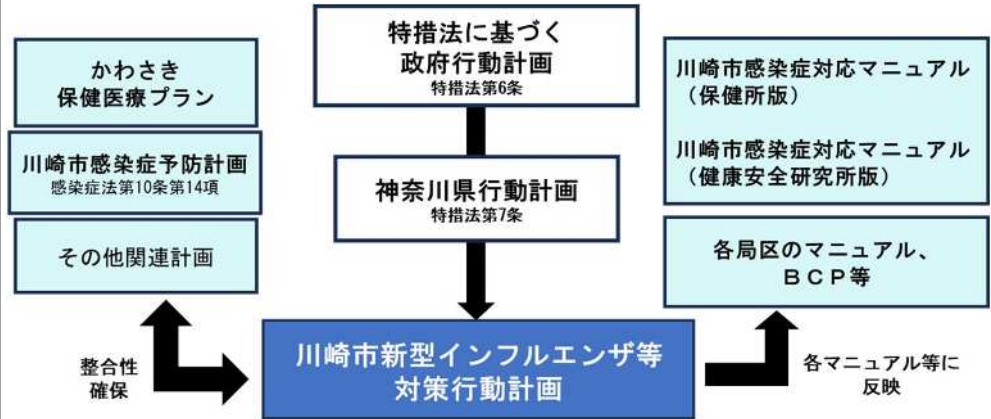 かわさき
保健医療プラン
川崎市感染症予防計画
感染症法第10条第14項
その他関連計画
整合性
確保
特措法に基づく
政府行動計画
特措法第6条
神奈川県行動計画
特措法第7条
川崎市新型インフルエンザ等
対策行動計画
川崎市感染症対応マニュアル
（保健所版）
川崎市感染症対応マニュアル
（健康安全研究所版）
各局区のマニュアル、
ＢＣＰ等
各マニュアル等に
反映